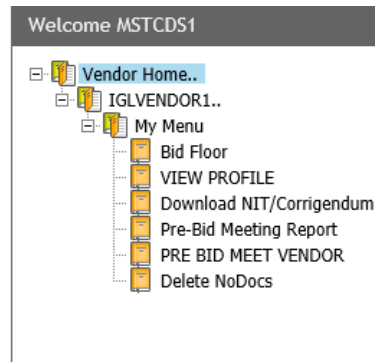 Welcome MSTCDS1
Vendor Home..
IGLVENDOR1..
My Menu
Bid Floor
VIEW PROFILE
Download NIT/Corrigendum
Pre-Bid Meeting Report
PRE BID MEET VENDOR
Delete NoDocs